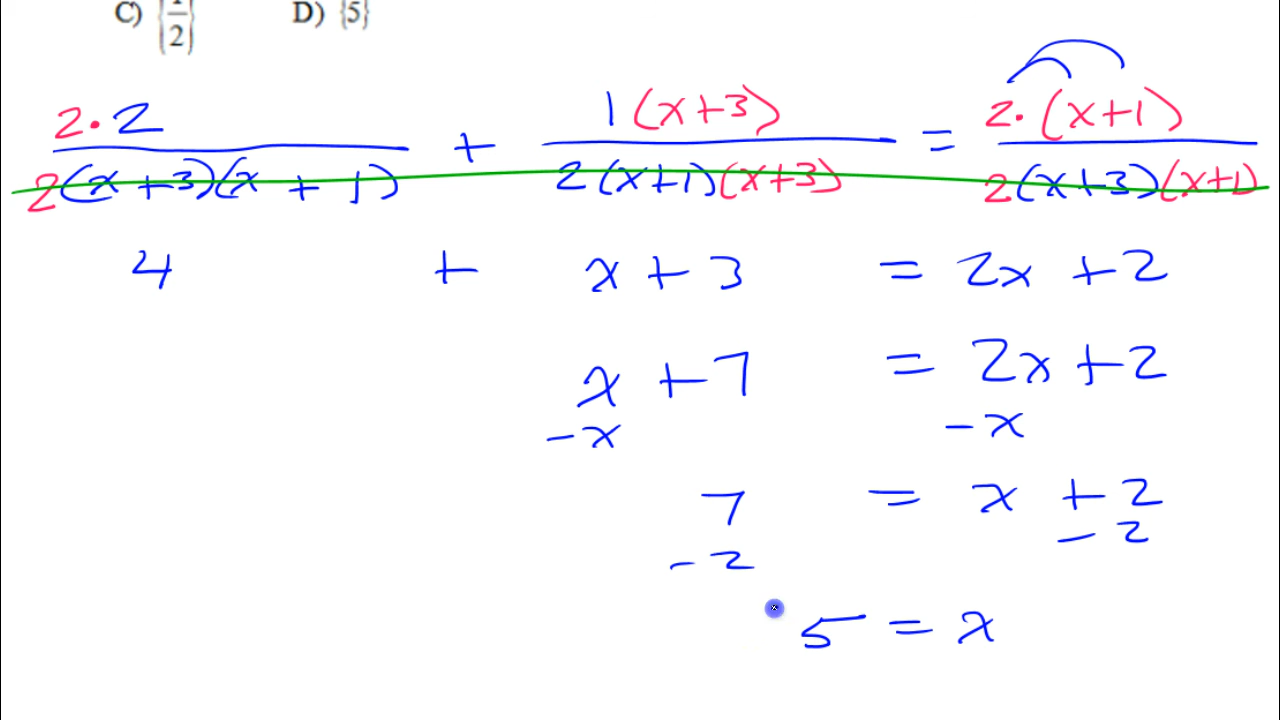 C) {1/2} D) {5}
2·2 / 2(x+3)(x+1) + 1(x+3) / 2(x+1)(x+3) = 2·(x+1) / 2(x+3)(x+1)
4 + x+3 = 2x+2
x+7 = 2x+2
-x -x
7 = x+2
-2 -2
5 = x